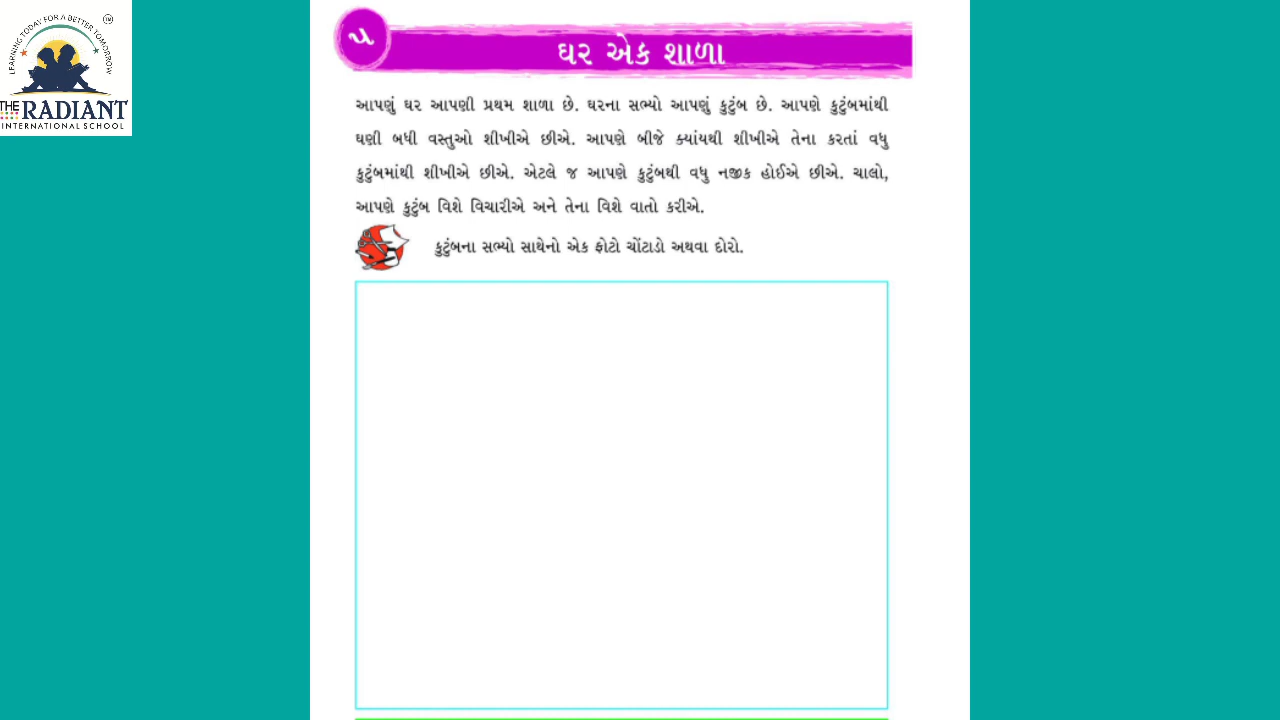 LEARNING TODAY FOR A BETTER TOMORROW
TM
THE RADIANT
INTERNATIONAL SCHOOL
૫
ઘર એક શાળા
આપણું ઘર આપણી પ્રથમ શાળા છે. ઘરના સભ્યો આપણું કુટુંબ છે. આપણે કુટુંબમાંથી
ઘણી બધી વસ્તુઓ શીખીએ છીએ. આપણે બીજે ક્યાંયથી શીખીએ તેના કરતાં વધુ
કુટુંબમાંથી શીખીએ છીએ. એટલે જ આપણે કુટુંબથી વધુ નજીક હોઈએ છીએ. ચાલો,
આપણે કુટુંબ વિશે વિચારીએ અને તેના વિશે વાતો કરીએ.
કુટુંબના સભ્યો સાથેનો એક ફોટો ચોંટાડો અથવા દોરો.